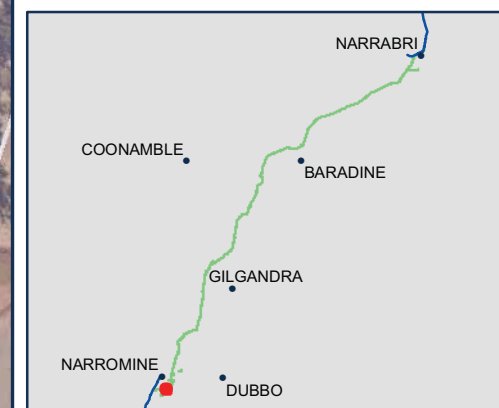 NARRABRI
COONAMBLE
BARADINE
GILGANDRA
NARROMINE
DUBBO